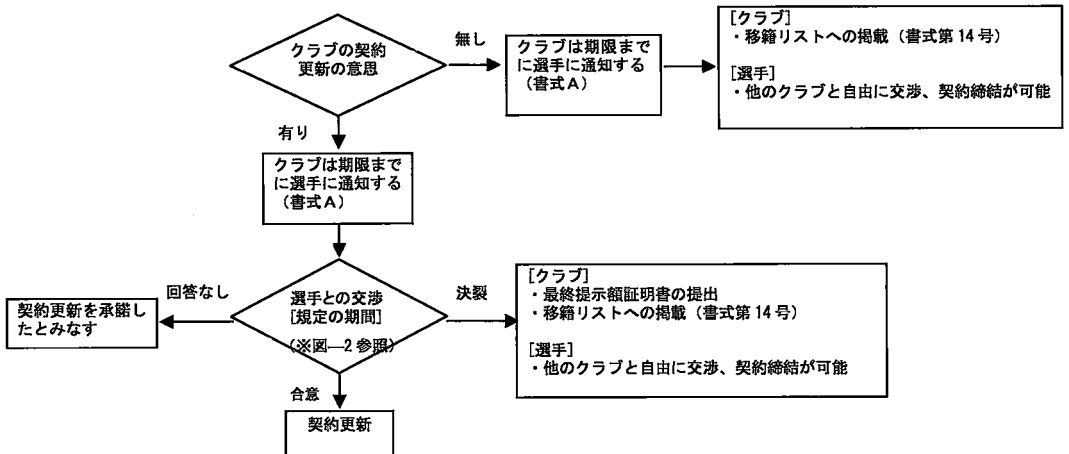 クラブの契約
更新の意思
無し
クラブは期限まで
に選手に通知する
（書式Ａ）
[クラブ]
・移籍リストへの掲載（書式第 14 号）
[選手]
・他のクラブと自由に交渉、契約締結が可能
有り
クラブは期限まで
に選手に通知する
（書式Ａ）
回答なし
契約更新を承諾し
たとみなす
選手との交渉
[規定の期間]
（※図―2 参照）
決裂
[クラブ]
・最終提示額証明書の提出
・移籍リストへの掲載（書式第 14 号）
[選手]
・他のクラブと自由に交渉、契約締結が可能
合意
契約更新